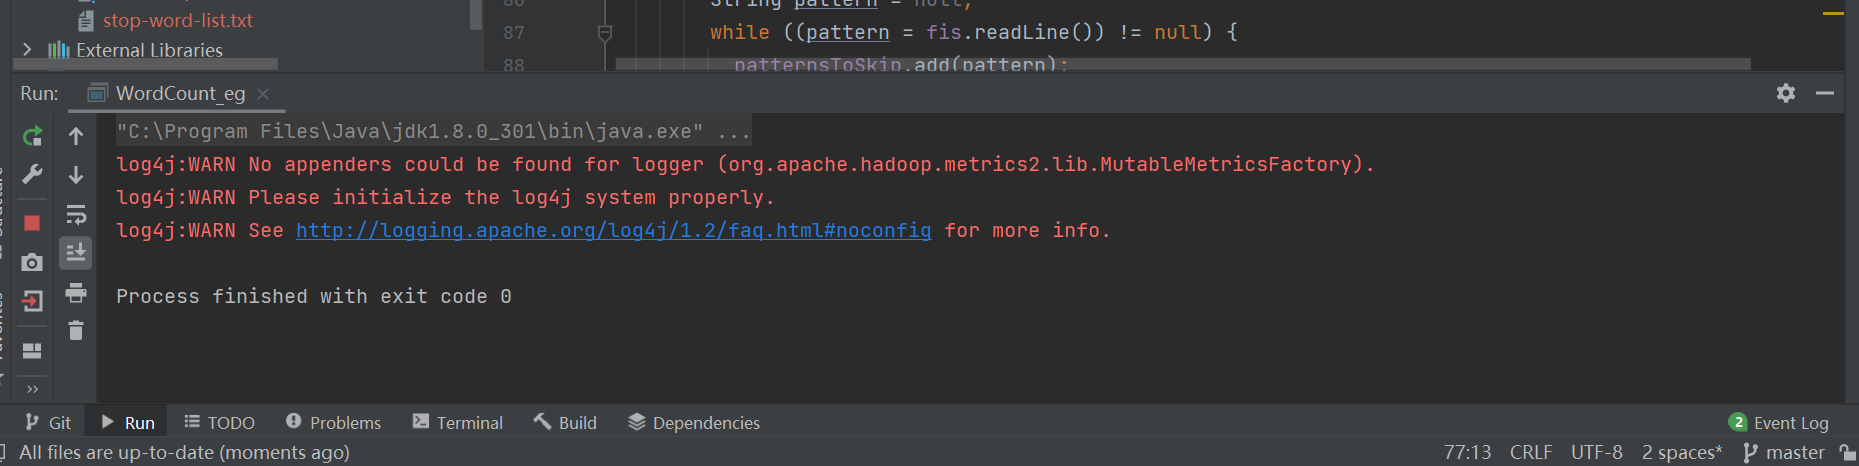 stop-word-list.txt
External Libraries
86 String pattern = null;
87 while ((pattern = fis.readLine()) != null) {
88 patternsToSkip.add(pattern);
Run: WordCount_eg
"C:\Program Files\Java\jdk1.8.0_301\bin\java.exe" ...
log4j:WARN No appenders could be found for logger (org.apache.hadoop.metrics2.lib.MutableMetricsFactory).
log4j:WARN Please initialize the log4j system properly.
log4j:WARN See http://logging.apache.org/log4j/1.2/faq.html#noconfig for more info.
Process finished with exit code 0
Git Run TODO Problems Terminal Build Dependencies 2 Event Log
All files are up-to-date (moments ago) 77:13 CRLF UTF-8 2 spaces* master